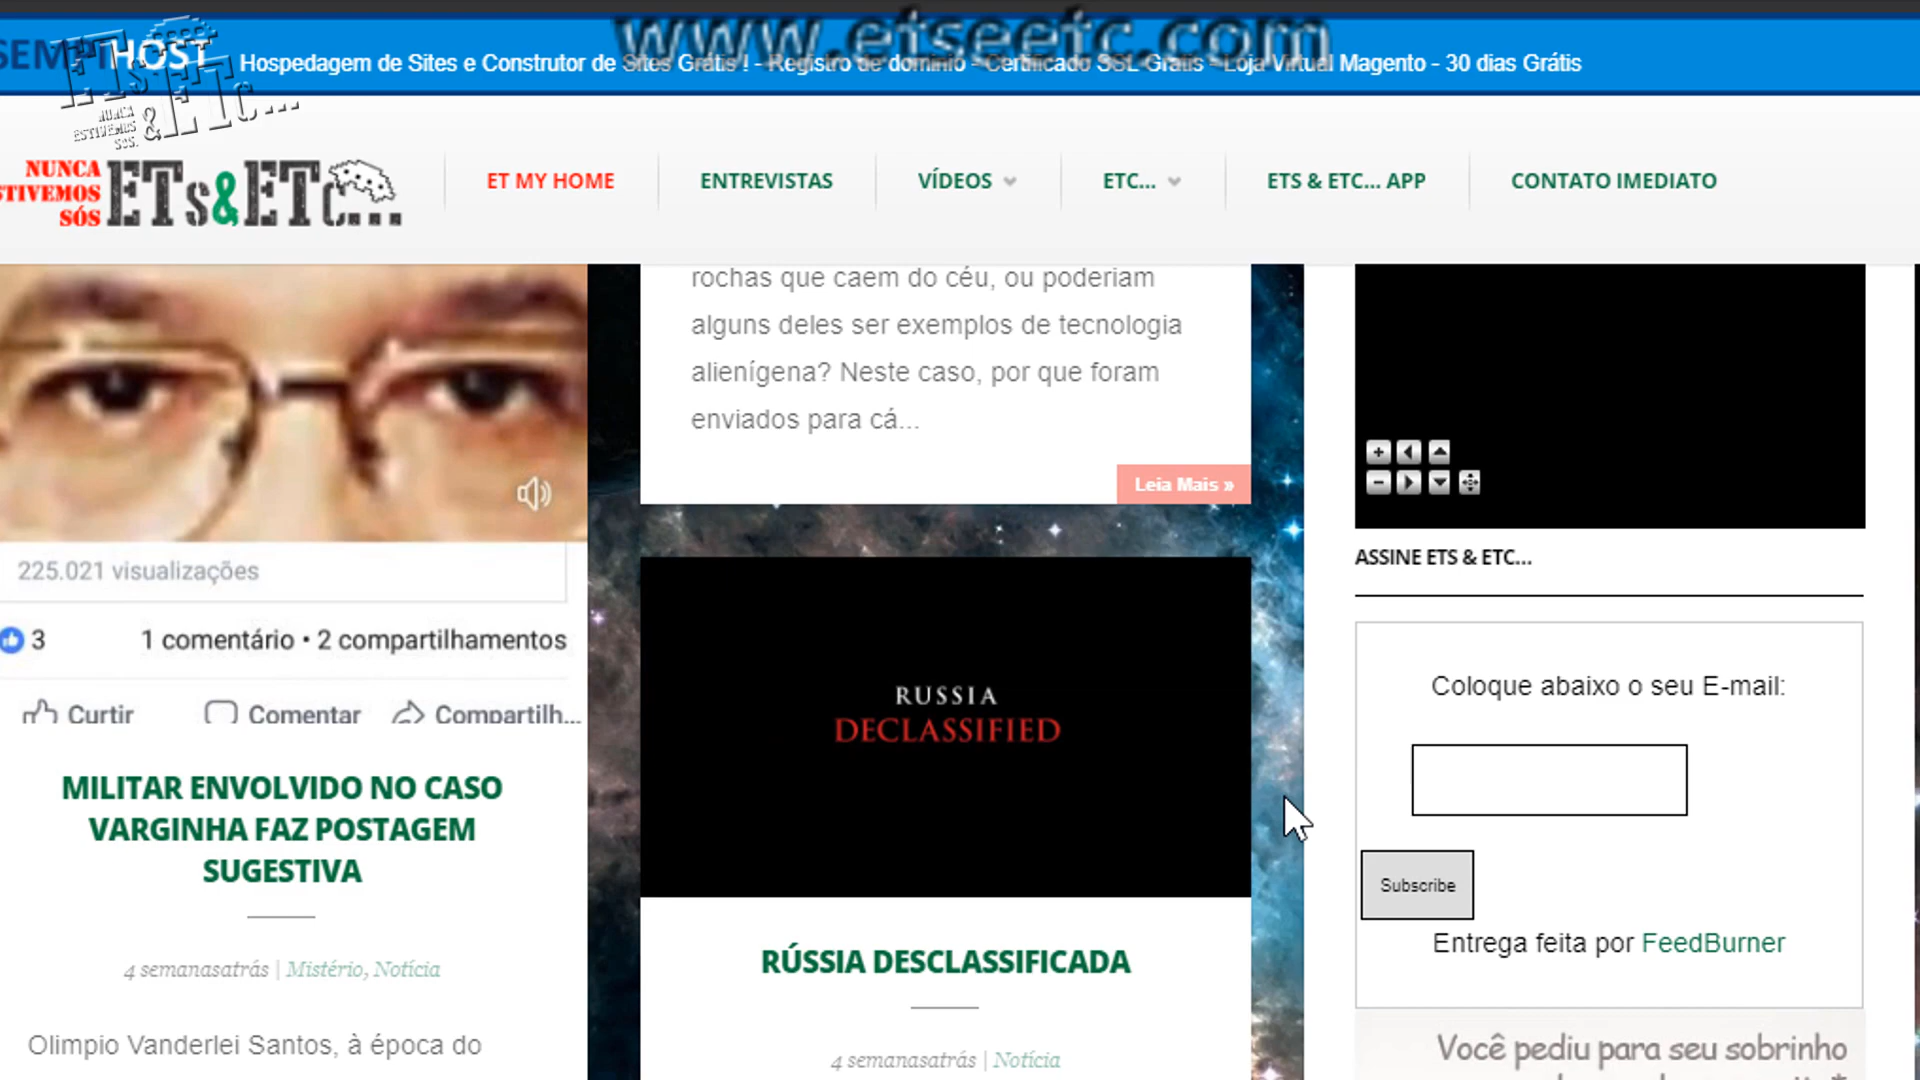 www.etseetc.com
HOST
Hospedagem de Sites e Construtor de Sites Grátis ! - Registro de domínio - Certificado SSL Grátis - Loja Virtual Magento - 30 dias Grátis
ETs & ETc...
NUNCA
ESTIVEMOS
SÓS.
NUNCA
STIVEMOS
SÓS
ETs&ETc...
ET MY HOME
ENTREVISTAS
VÍDEOS
ETC...
ETS & ETC... APP
CONTATO IMEDIATO
225.021 visualizações
3
1 comentário • 2 compartilhamentos
Curtir
Comentar
Compartilh...
MILITAR ENVOLVIDO NO CASO
VARGINHA FAZ POSTAGEM
SUGESTIVA
4 semanasatrás | Mistério, Notícia
Olimpio Vanderlei Santos, à época do
rochas que caem do céu, ou poderiam
alguns deles ser exemplos de tecnologia
alienígena? Neste caso, por que foram
enviados para cá...
Leia Mais »
RUSSIA
DECLASSIFIED
RÚSSIA DESCLASSIFICADA
4 semanasatrás | Notícia
ASSINE ETS & ETC...
Coloque abaixo o seu E-mail:
Subscribe
Entrega feita por FeedBurner
Você pediu para seu sobrinho